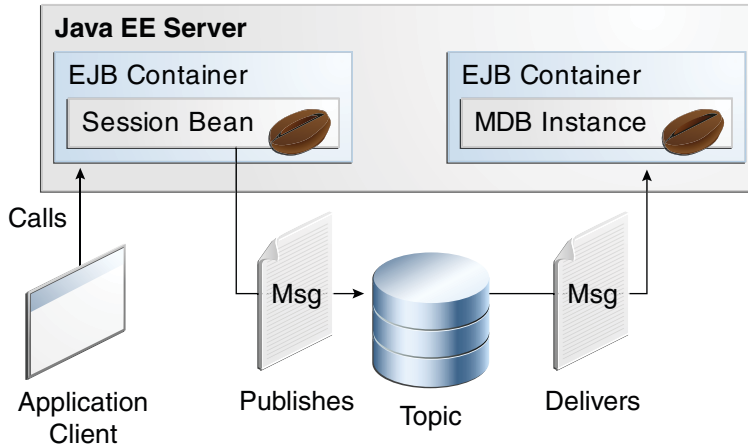 Java EE Server
EJB Container
Session Bean
EJB Container
MDB Instance
Calls
Msg
Msg
Application
Client
Publishes
Topic
Delivers